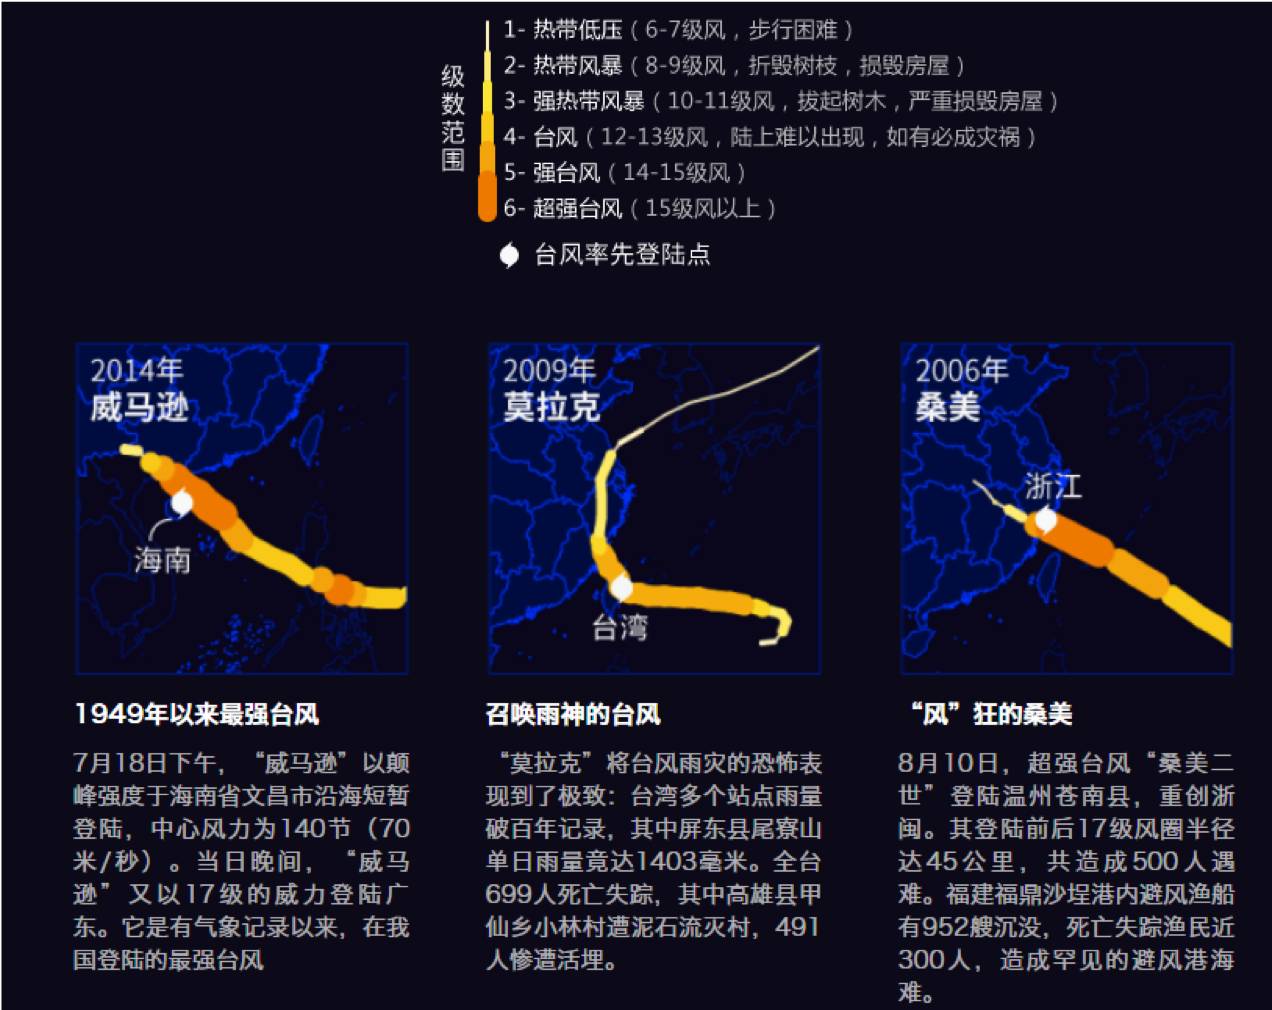 级数范围
1- 热带低压（6-7级风，步行困难）
2- 热带风暴（8-9级风，折毁树枝，损毁房屋）
3- 强热带风暴（10-11级风，拔起树木，严重损毁房屋）
4- 台风（12-13级风，陆上难以出现，如有必成灾祸）
5- 强台风（14-15级风）
6- 超强台风（15级风以上）
台风率先登陆点
2014年
威马逊
海南
1949年以来最强台风
7月18日下午，“威马逊”以颠
峰强度于海南省文昌市沿海短暂
登陆，中心风力为140节（70
米/秒）。当日晚间，“威马
逊”又以17级的威力登陆广
东。它是有气象记录以来，在我
国登陆的最强台风
2009年
莫拉克
台湾
召唤雨神的台风
“莫拉克”将台风雨灾的恐怖表
现到了极致：台湾多个站点雨量
破百年记录，其中屏东县尾寮山
单日雨量竟达1403毫米。全台
699人死亡失踪，其中高雄县甲
仙乡小林村遭泥石流灭村，491
人惨遭活埋。
2006年
桑美
浙江
“风”狂的桑美
8月10日，超强台风“桑美二
世”登陆温州苍南县，重创浙
闽。其登陆前后17级风圈半径
达45公里，共造成500人遇
难。福建福鼎沙埕港内避风渔船
有952艘沉没，死亡失踪渔民近
300人，造成罕见的避风港海
难。